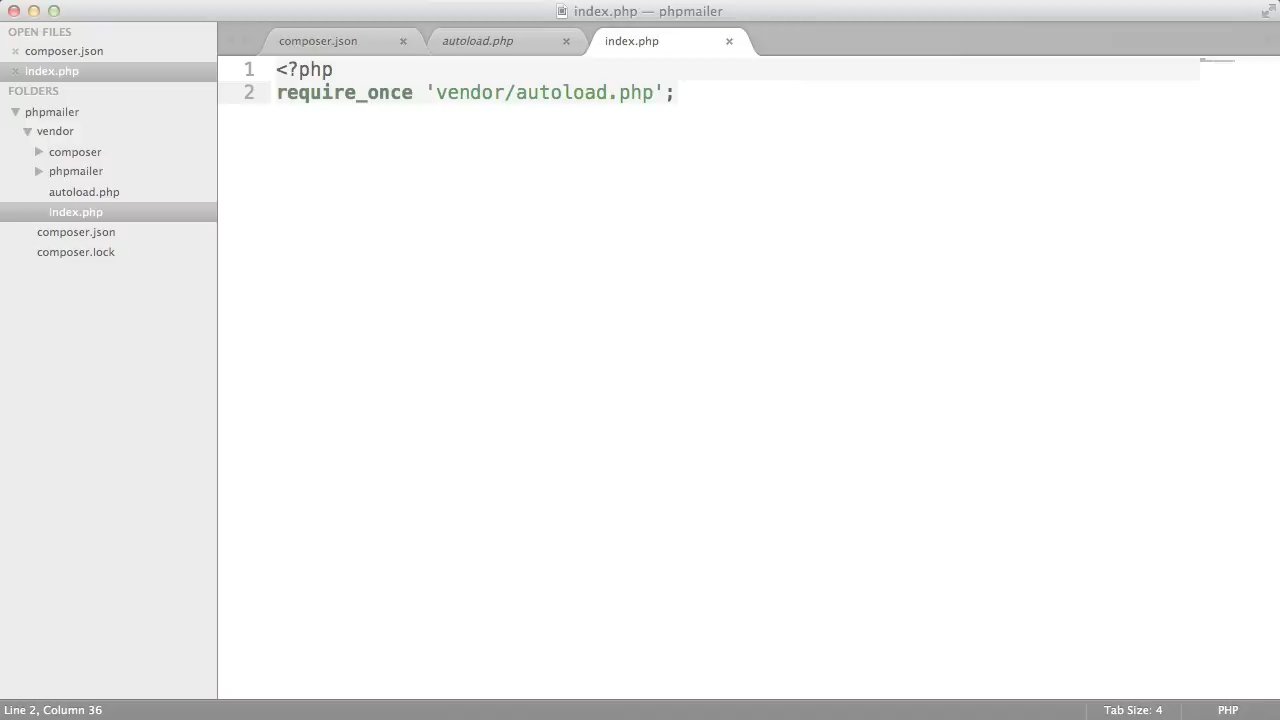 index.php — phpmailer
OPEN FILES
composer.json
index.php
FOLDERS
phpmailer
vendor
composer
phpmailer
autoload.php
index.php
composer.json
composer.lock
composer.json
autoload.php
index.php
1 <?php
2 require_once 'vendor/autoload.php';
Line 2, Column 36
Tab Size: 4
PHP